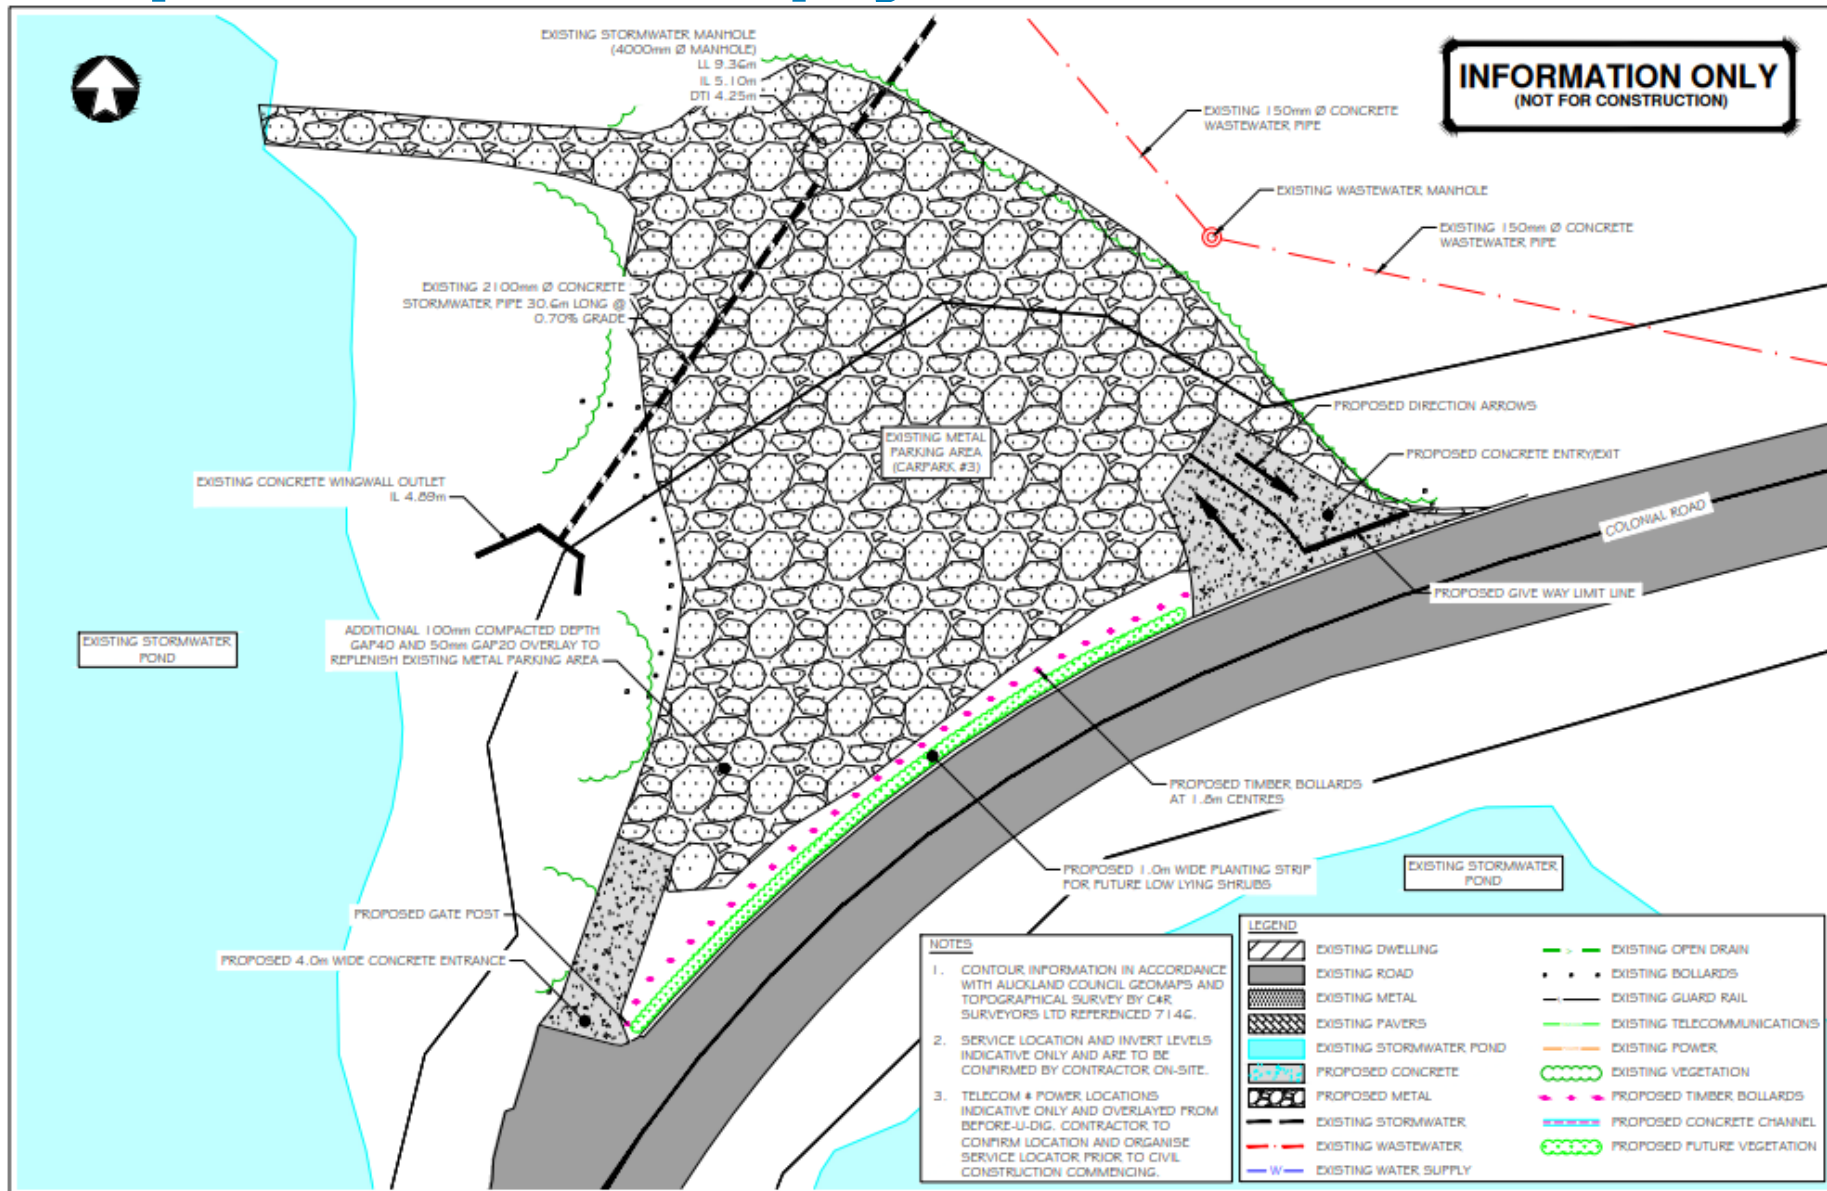 EXISTING STORMWATER MANHOLE
(4000mm Ø MANHOLE)
LL 9.36m
IL 5.10m
DTI 4.25m
INFORMATION ONLY
(NOT FOR CONSTRUCTION)
EXISTING 150mm Ø CONCRETE
WASTEWATER PIPE
EXISTING WASTEWATER MANHOLE
EXISTING 150mm Ø CONCRETE
WASTEWATER PIPE
EXISTING 2100mm Ø CONCRETE
STORMWATER PIPE 30.6m LONG @
0.70% GRADE
PROPOSED DIRECTION ARROWS
EXISTING METAL
PARKING AREA
(CARPARK #3)
PROPOSED CONCRETE ENTRY/EXIT
EXISTING CONCRETE WINGWALL OUTLET
IL 4.89m
COLONIAL ROAD
PROPOSED GIVE WAY LIMIT LINE
EXISTING STORMWATER
POND
ADDITIONAL 100mm COMPACTED DEPTH
GAP40 AND 50mm GAP20 OVERLAY TO
REPLENISH EXISTING METAL PARKING AREA
PROPOSED TIMBER BOLLARDS
AT 1.8m CENTRES
PROPOSED 1.0m WIDE PLANTING STRIP
FOR FUTURE LOW LYING SHRUBS
EXISTING STORMWATER
POND
PROPOSED GATE POST
PROPOSED 4.0m WIDE CONCRETE ENTRANCE
NOTES
1. CONTOUR INFORMATION IN ACCORDANCE
WITH AUCKLAND COUNCIL GEOMAPS AND
TOPOGRAPHICAL SURVEY BY C&R
SURVEYORS LTD REFERENCED 7146.
2. SERVICE LOCATION AND INVERT LEVELS
INDICATIVE ONLY AND ARE TO BE
CONFIRMED BY CONTRACTOR ON-SITE.
3. TELECOM & POWER LOCATIONS
INDICATIVE ONLY AND OVERLAYED FROM
BEFORE-U-DIG. CONTRACTOR TO
CONFIRM LOCATION AND ORGANISE
SERVICE LOCATOR PRIOR TO CIVIL
CONSTRUCTION COMMENCING.
LEGEND
EXISTING DWELLING
EXISTING ROAD
EXISTING METAL
EXISTING PAVERS
EXISTING STORMWATER POND
PROPOSED CONCRETE
PROPOSED METAL
EXISTING STORMWATER
EXISTING WASTEWATER
W EXISTING WATER SUPPLY
EXISTING OPEN DRAIN
EXISTING BOLLARDS
EXISTING GUARD RAIL
EXISTING TELECOMMUNICATIONS
EXISTING POWER
EXISTING VEGETATION
PROPOSED TIMBER BOLLARDS
PROPOSED CONCRETE CHANNEL
PROPOSED FUTURE VEGETATION